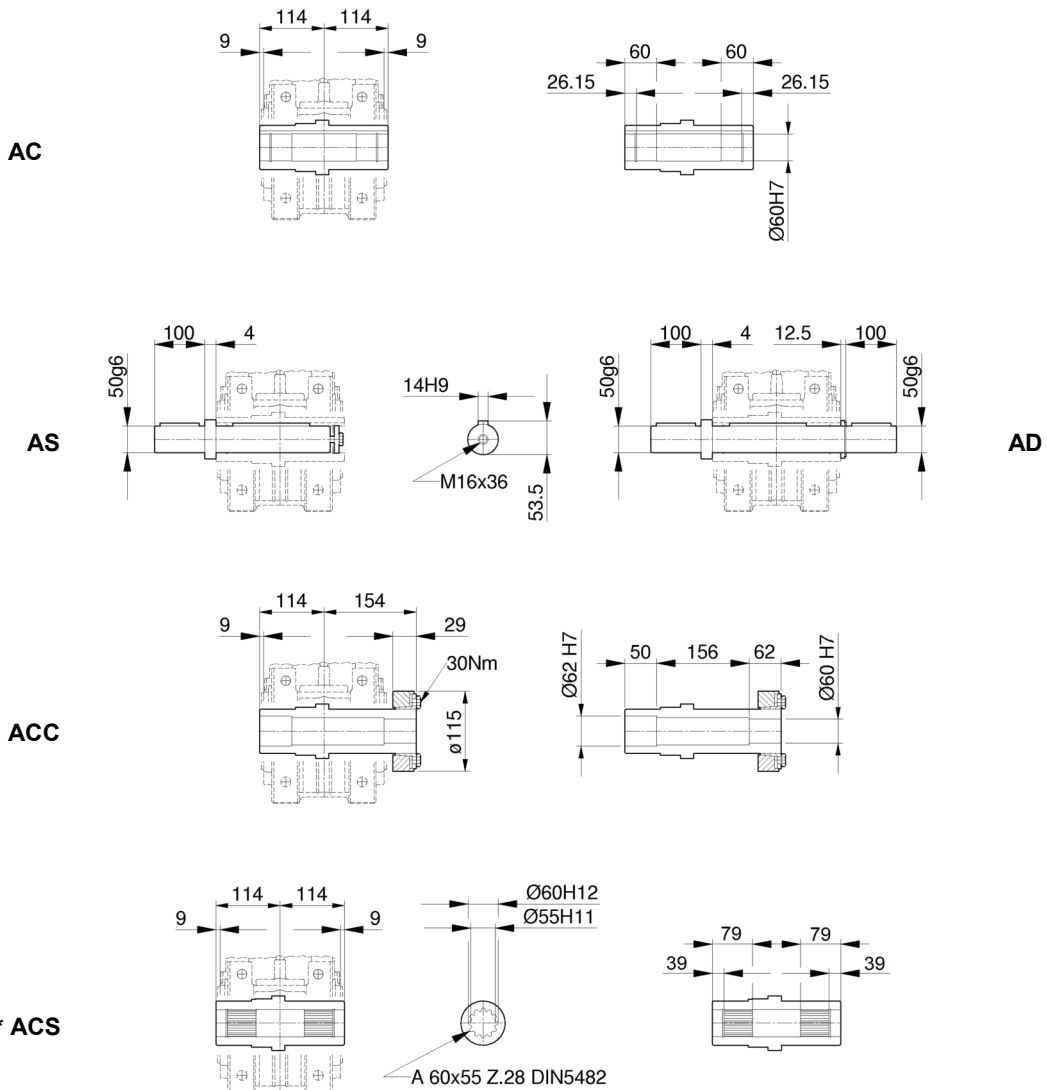 114 114
9 9
60 60
26.15 26.15
AC
Ø60H7
100 4
50g6
14H9
M16x36
53.5
AS
100 4 12.5 100
50g6 50g6
AD
114 154
9 29
30Nm
ø115
ACC
Ø62 H7
50 156 62
Ø60 H7
114 114
9 9
Ø60H12
Ø55H11
79 79
39 39
* ACS
A 60x55 Z.28 DIN5482